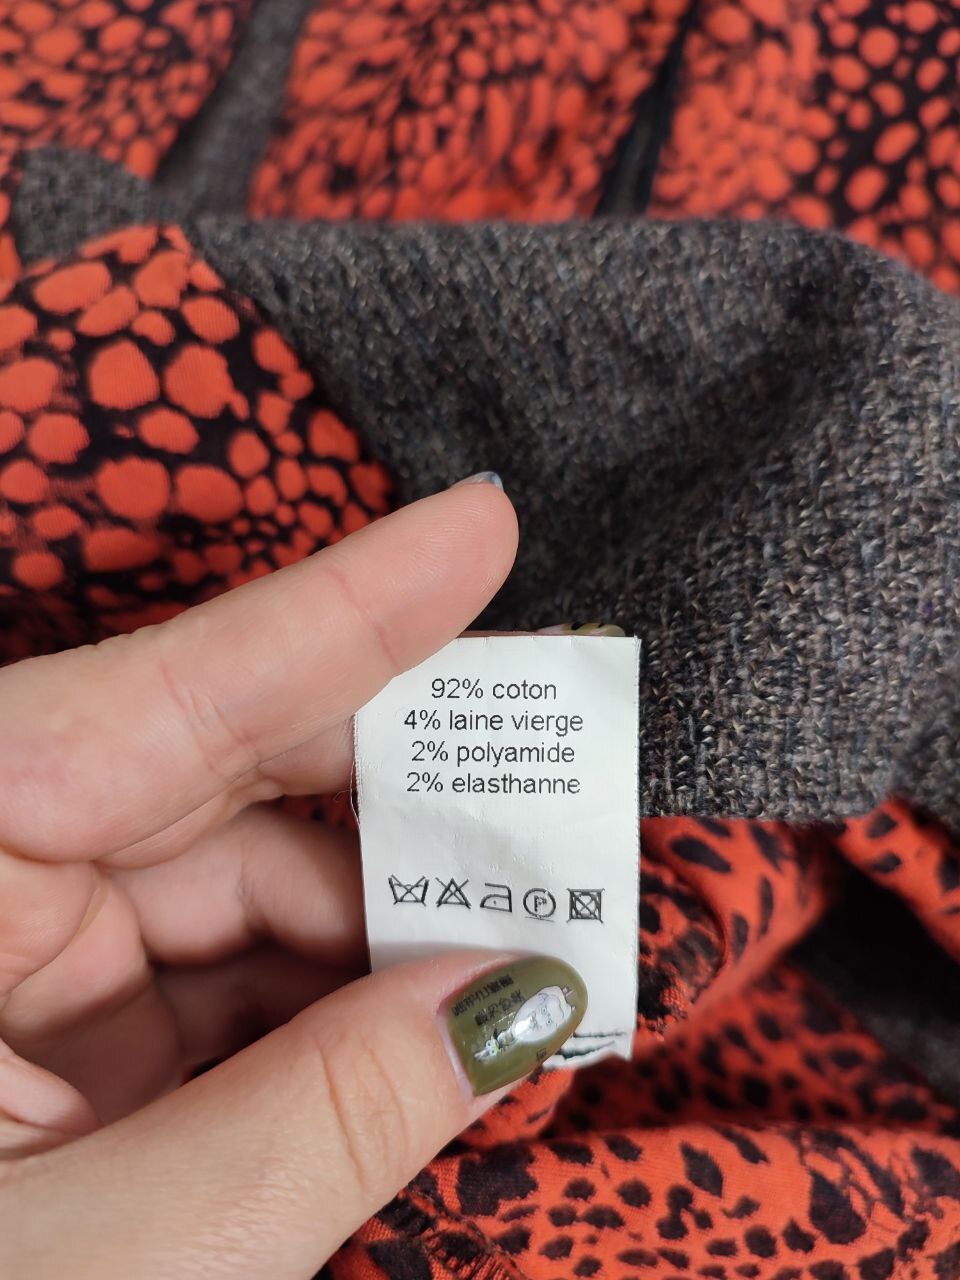 92% coton
4% laine vierge
2% polyamide
2% elasthanne
P